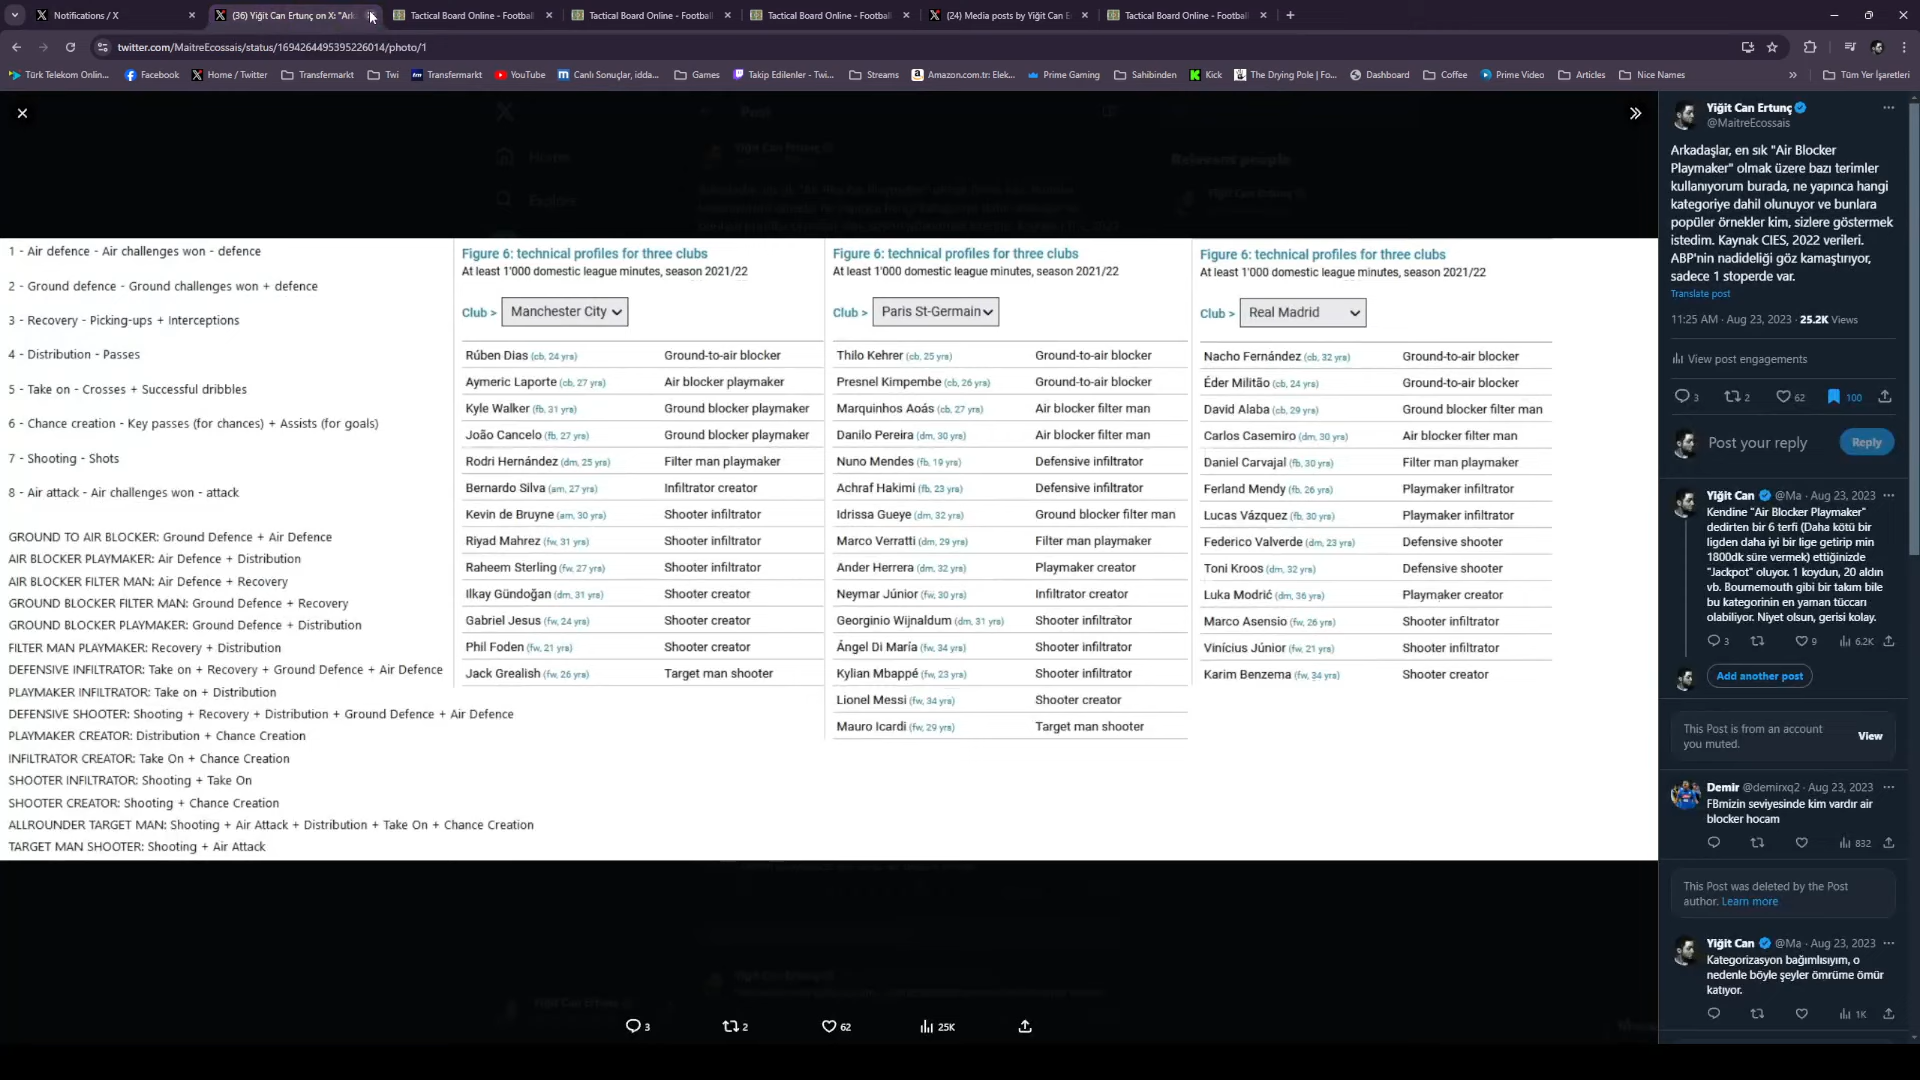 Notifications / X
(36) Yiğit Can Ertunç on X: "Ark
Tactical Board Online - Football
Tactical Board Online - Football
Tactical Board Online - Football
(24) Media posts by Yiğit Can E
Tactical Board Online - Football
twitter.com/MaitreEcossais/status/1694264495395226014/photo/1
Türk Telekom Onlin...
Facebook
Home / Twitter
Transfermarkt
Twi
Transfermarkt
YouTube
Canlı Sonuçlar, idda...
Games
Takip Edilenler - Twi...
Streams
Amazon.com.tr: Elek...
Prime Gaming
Sahibinden
Kick
The Drying Pole | Fo...
Dashboard
Coffee
Prime Video
Articles
Nice Names
Tüm Yer İşaretleri
Post
Home
Explore
Yiğit Can Ertunç
Relevant people
Yiğit Can Ertunç
1 - Air defence - Air challenges won - defence
2 - Ground defence - Ground challenges won + defence
3 - Recovery - Picking-ups + Interceptions
4 - Distribution - Passes
5 - Take on - Crosses + Successful dribbles
6 - Chance creation - Key passes (for chances) + Assists (for goals)
7 - Shooting - Shots
8 - Air attack - Air challenges won - attack
GROUND TO AIR BLOCKER: Ground Defence + Air Defence
AIR BLOCKER PLAYMAKER: Air Defence + Distribution
AIR BLOCKER FILTER MAN: Air Defence + Recovery
GROUND BLOCKER FILTER MAN: Ground Defence + Recovery
GROUND BLOCKER PLAYMAKER: Ground Defence + Distribution
FILTER MAN PLAYMAKER: Recovery + Distribution
DEFENSIVE INFILTRATOR: Take on + Recovery + Ground Defence + Air Defence
PLAYMAKER INFILTRATOR: Take on + Distribution
DEFENSIVE SHOOTER: Shooting + Recovery + Distribution + Ground Defence + Air Defence
PLAYMAKER CREATOR: Distribution + Chance Creation
INFILTRATOR CREATOR: Take On + Chance Creation
SHOOTER INFILTRATOR: Shooting + Take On
SHOOTER CREATOR: Shooting + Chance Creation
ALLROUNDER TARGET MAN: Shooting + Air Attack + Distribution + Take On + Chance Creation
TARGET MAN SHOOTER: Shooting + Air Attack
Figure 6: technical profiles for three clubs
At least 1'000 domestic league minutes, season 2021/22
Club > Manchester City
Rúben Dias (cb, 24 yrs) Ground-to-air blocker
Aymeric Laporte (cb, 27 yrs) Air blocker playmaker
Kyle Walker (fb, 31 yrs) Ground blocker playmaker
João Cancelo (fb, 27 yrs) Ground blocker playmaker
Rodri Hernández (dm, 25 yrs) Filter man playmaker
Bernardo Silva (am, 27 yrs) Infiltrator creator
Kevin de Bruyne (am, 30 yrs) Shooter infiltrator
Riyad Mahrez (fw, 31 yrs) Shooter infiltrator
Raheem Sterling (fw, 27 yrs) Shooter infiltrator
Ilkay Gündoğan (dm, 31 yrs) Shooter creator
Gabriel Jesus (fw, 24 yrs) Shooter creator
Phil Foden (fw, 21 yrs) Shooter creator
Jack Grealish (fw, 26 yrs) Target man shooter
Figure 6: technical profiles for three clubs
At least 1'000 domestic league minutes, season 2021/22
Club > Paris St-Germain
Thilo Kehrer (cb, 25 yrs) Ground-to-air blocker
Presnel Kimpembe (cb, 26 yrs) Ground-to-air blocker
Marquinhos Aoás (cb, 27 yrs) Air blocker filter man
Danilo Pereira (dm, 30 yrs) Air blocker filter man
Nuno Mendes (fb, 19 yrs) Defensive infiltrator
Achraf Hakimi (fb, 23 yrs) Defensive infiltrator
Idrissa Gueye (dm, 32 yrs) Ground blocker filter man
Marco Verratti (dm, 29 yrs) Filter man playmaker
Ander Herrera (dm, 32 yrs) Playmaker creator
Neymar Júnior (fw, 30 yrs) Infiltrator creator
Georginio Wijnaldum (dm, 31 yrs) Shooter infiltrator
Ángel Di María (fw, 34 yrs) Shooter infiltrator
Kylian Mbappé (fw, 23 yrs) Shooter infiltrator
Lionel Messi (fw, 34 yrs) Shooter creator
Mauro Icardi (fw, 29 yrs) Target man shooter
Figure 6: technical profiles for three clubs
At least 1'000 domestic league minutes, season 2021/22
Club > Real Madrid
Nacho Fernández (cb, 32 yrs) Ground-to-air blocker
Éder Militão (cb, 24 yrs) Ground-to-air blocker
David Alaba (cb, 29 yrs) Ground blocker filter man
Carlos Casemiro (dm, 30 yrs) Air blocker filter man
Daniel Carvajal (fb, 30 yrs) Filter man playmaker
Ferland Mendy (fb, 26 yrs) Playmaker infiltrator
Lucas Vázquez (fb, 30 yrs) Playmaker infiltrator
Federico Valverde (dm, 23 yrs) Defensive shooter
Toni Kroos (dm, 32 yrs) Defensive shooter
Luka Modrić (dm, 36 yrs) Playmaker creator
Marco Asensio (fw, 26 yrs) Shooter infiltrator
Vinícius Júnior (fw, 21 yrs) Shooter infiltrator
Karim Benzema (fw, 34 yrs) Shooter creator
3
2
62
25K
Yiğit Can Ertunç
@MaitreEcossais
Arkadaşlar, en sık "Air Blocker
Playmaker" olmak üzere bazı terimler
kullanıyorum burada, ne yapınca hangi
kategoriye dahil olunuyor ve bunlara
popüler örnekler kim, sizlere göstermek
istedim. Kaynak CIES, 2022 verileri.
ABP'nin nadideliği göz kamaştırıyor,
sadece 1 stoperde var.
Translate post
11:25 AM · Aug 23, 2023 · 25.2K Views
View post engagements
3 2 62 100
Post your reply
Reply
Yiğit Can @Ma · Aug 23, 2023
Kendine "Air Blocker Playmaker"
dedirten bir 6 terfi (Daha kötü bir
ligden daha iyi bir lige getirip min
1800dk süre vermek) ettiğinizde
"Jackpot" oluyor. 1 koydun, 20 aldın
vb. Bournemouth gibi bir takım bile
bu kategorinin en yaman tüccarı
olabiliyor. Niyet olsun, gerisi kolay.
3 9 6.2K
Add another post
This Post is from an account
you muted.
View
Demir @demirxq2 · Aug 23, 2023
FBmizin seviyesinde kim vardır air
blocker hocam
832
This Post was deleted by the Post
author. Learn more
Yiğit Can @Ma · Aug 23, 2023
Kategorizasyon bağımlısıyım, o
nedenle böyle şeyler ömrüme ömür
katıyor.
1K